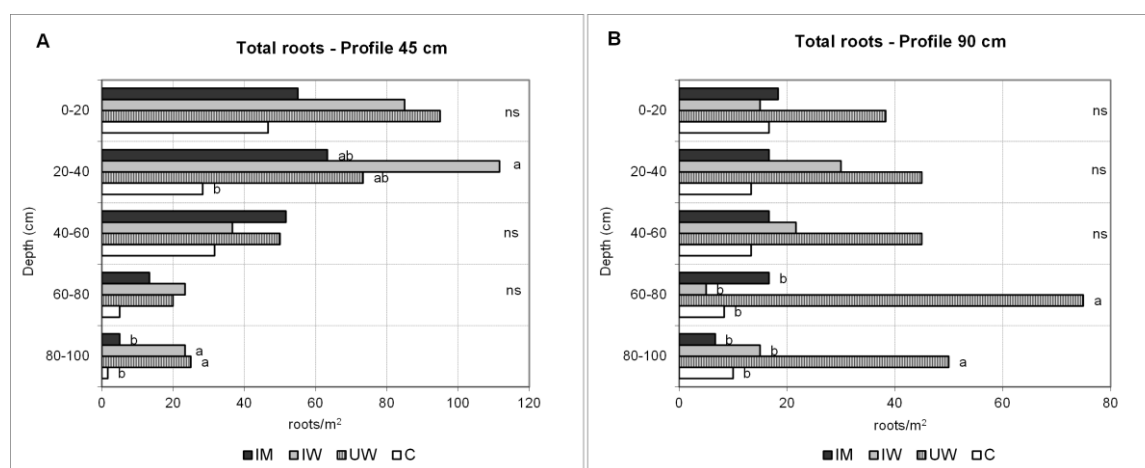 A
Total roots - Profile 45 cm
Depth (cm)
0-20
ns
20-40
ab
a
ab
b
40-60
ns
60-80
ns
80-100
b
a
a
b
0 20 40 60 80 100 120
roots/m²
IM IW UW C
B
Total roots - Profile 90 cm
Depth (cm)
0-20
ns
20-40
ns
40-60
ns
60-80
b
b
a
b
80-100
b
b
a
b
0 20 40 60 80
roots/m²
IM IW UW C